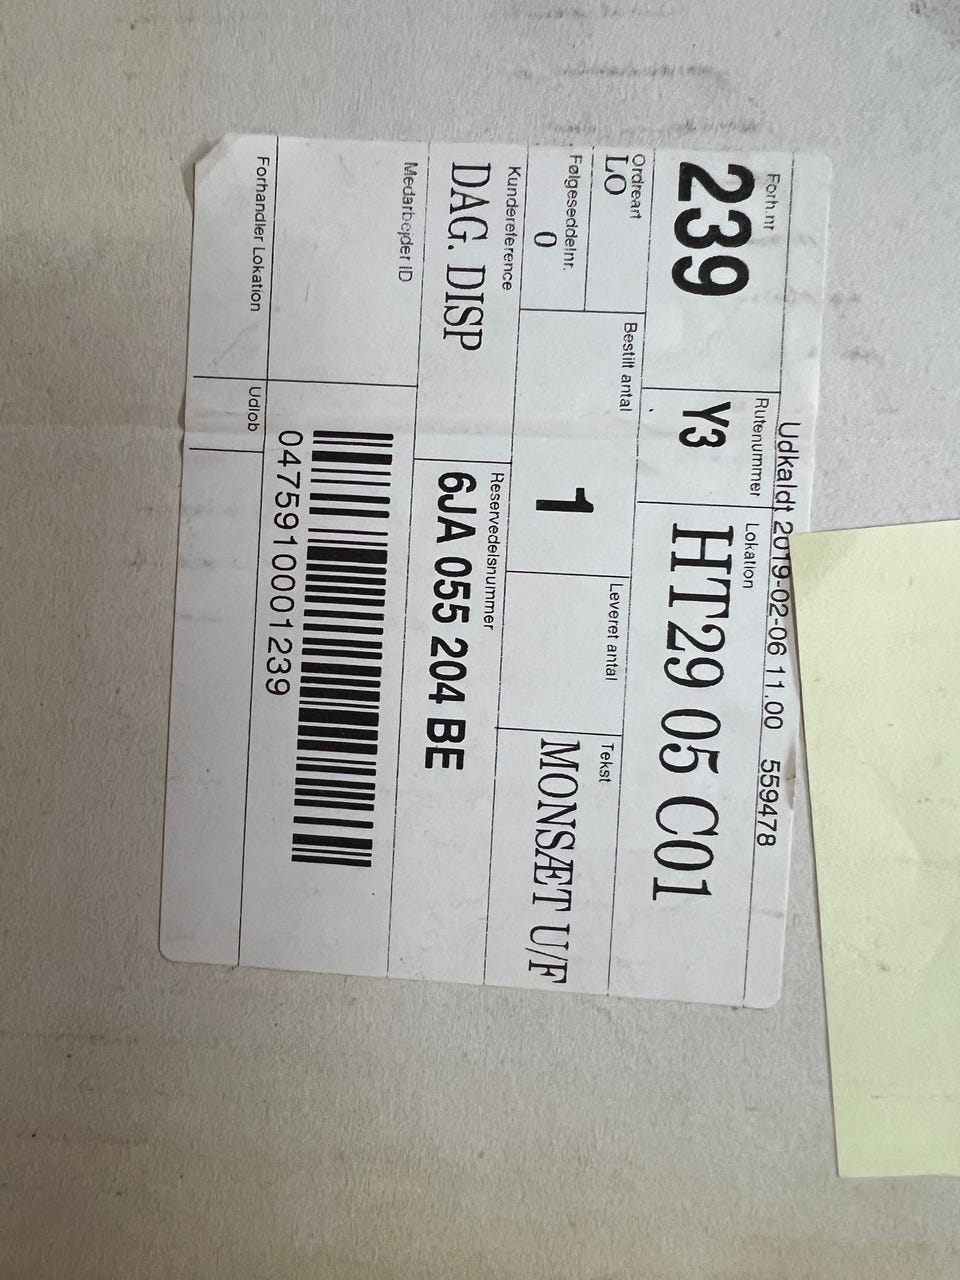 Udkaldt 2019-02-06 11.00 559478
Forh.nr
239
Rutenummer
Y3
Lokation
HT29 05 C01
Ordreart
LO
Følgeseddelnr.
0
Bestilt antal
1
Leveret antal
Tekst
MONSÆT U/F
Kundereference
DAG. DISP
Reservedelsnummer
6JA 055 204 BE
Medarbejder ID
0475910001239
Forhandler Lokation
Udlob